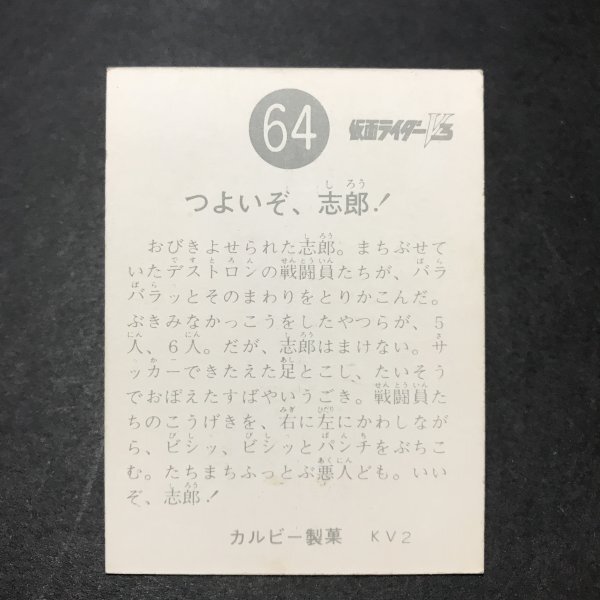 64
仮面ライダーV3
つよいぞ、志郎!
おびきよせられた志郎。まちぶせて
いたデストロンの戦闘員たちが、バラ
バラッとそのまわりをとりかこんだ。
ぶきみなかっこうをしたやつらが、5
人、6人。だが、志郎はまけない。サ
ッカーできたえた足とこし、たいそう
でおぼえたすばやいうごき。戦闘員た
ちのこうげきを、右に左にかわしなが
ら、ビシッ、ビシッとパンチをぶちこ
む。たちまちふっとぶ悪人ども。いい
ぞ、志郎!
カルビー製菓 KV2